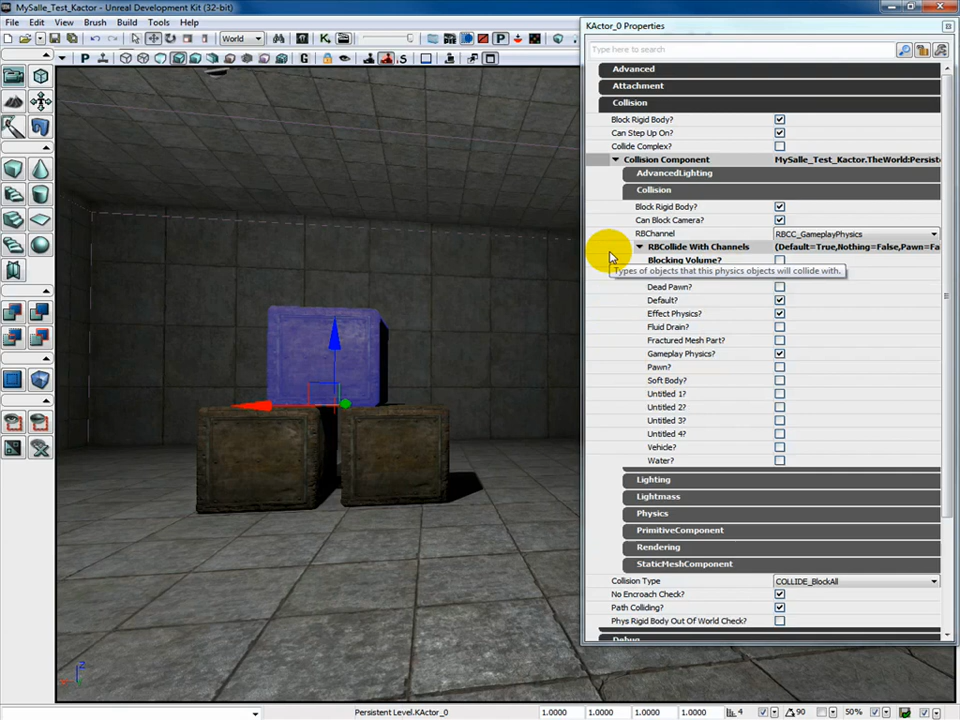 MySalle_Test_Kactor - Unreal Development Kit (32-bit)
File Edit View Brush Build Tools Help
World
P G S
KActor_0 Properties
Type here to search
Advanced
Attachment
Collision
Block Rigid Body?
Can Step Up On?
Collide Complex?
Collision Component MySalle_Test_Kactor.TheWorld:Persist
AdvancedLighting
Collision
Block Rigid Body?
Can Block Camera?
RBChannel RBCC_GameplayPhysics
RBCollide With Channels (Default=True,Nothing=False,Pawn=Fa
Blocking Volume?
Types of objects that this physics objects will collide with.
Dead Pawn?
Default?
Effect Physics?
Fluid Drain?
Fractured Mesh Part?
Gameplay Physics?
Pawn?
Soft Body?
Untitled 1?
Untitled 2?
Untitled 3?
Untitled 4?
Vehicle?
Water?
Lighting
Lightmass
Physics
PrimitiveComponent
Rendering
StaticMeshComponent
Collision Type COLLIDE_BlockAll
No Encroach Check?
Path Colliding?
Phys Rigid Body Out Of World Check?
Debug
Z
Persistent Level.KActor_0 1.0000 1.0000 1.0000 1.0000 4 90 50%